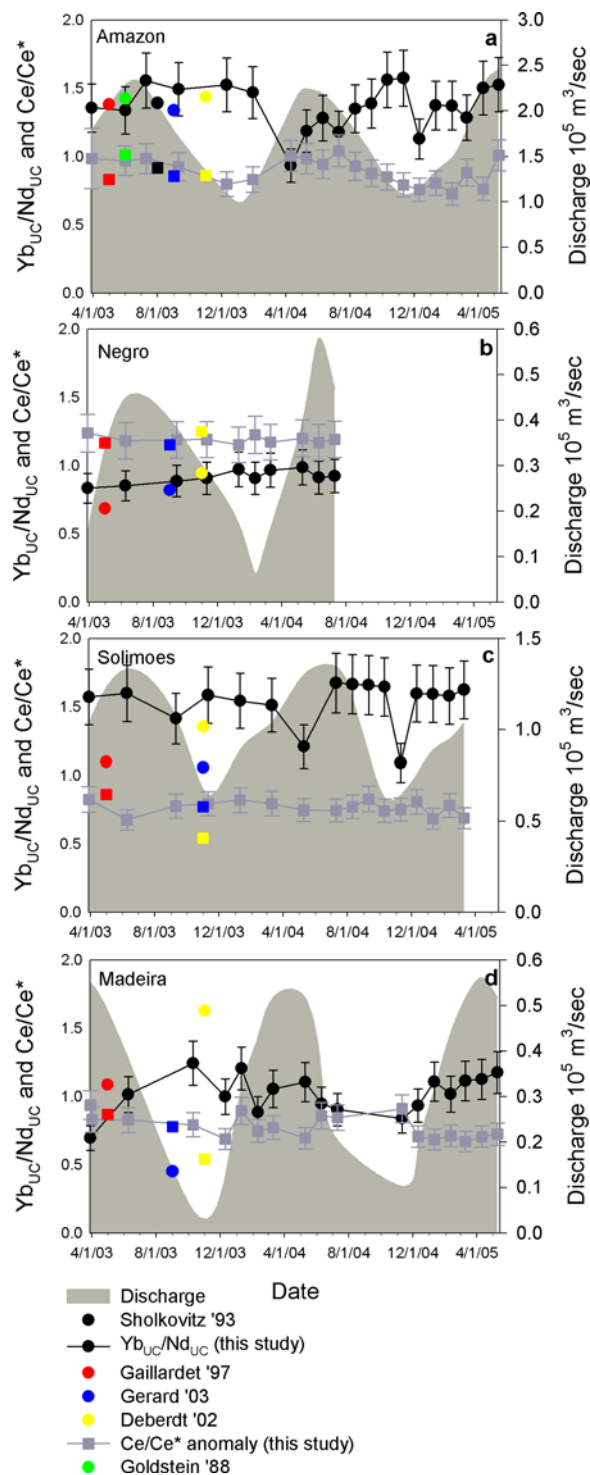 Amazon
a
2.0
1.5
1.0
0.5
0.0
3.0
2.5
2.0
1.5
1.0
0.5
0.0
Yb_UC/Nd_UC and Ce/Ce*
Discharge 10^5 m^3/sec
4/1/03 8/1/03 12/1/03 4/1/04 8/1/04 12/1/04 4/1/05
Negro
b
2.0
1.5
1.0
0.5
0.0
0.6
0.5
0.4
0.3
0.2
0.1
0.0
Yb_UC/Nd_UC and Ce/Ce*
Discharge 10^5 m^3/sec
4/1/03 8/1/03 12/1/03 4/1/04 8/1/04 12/1/04 4/1/05
Solimoes
c
2.0
1.5
1.0
0.5
0.0
1.5
1.0
0.5
0.0
Yb_UC/Nd_UC and Ce/Ce*
Discharge 10^5 m^3/sec
4/1/03 8/1/03 12/1/03 4/1/04 8/1/04 12/1/04 4/1/05
Madeira
d
2.0
1.5
1.0
0.5
0.0
0.6
0.5
0.4
0.3
0.2
0.1
0.0
Yb_UC/Nd_UC and Ce/Ce*
Discharge 10^5 m^3/sec
4/1/03 8/1/03 12/1/03 4/1/04 8/1/04 12/1/04 4/1/05
Date
Discharge
Sholkovitz '93
Yb_UC/Nd_UC (this study)
Gaillardet '97
Gerard '03
Deberdt '02
Ce/Ce* anomaly (this study)
Goldstein '88